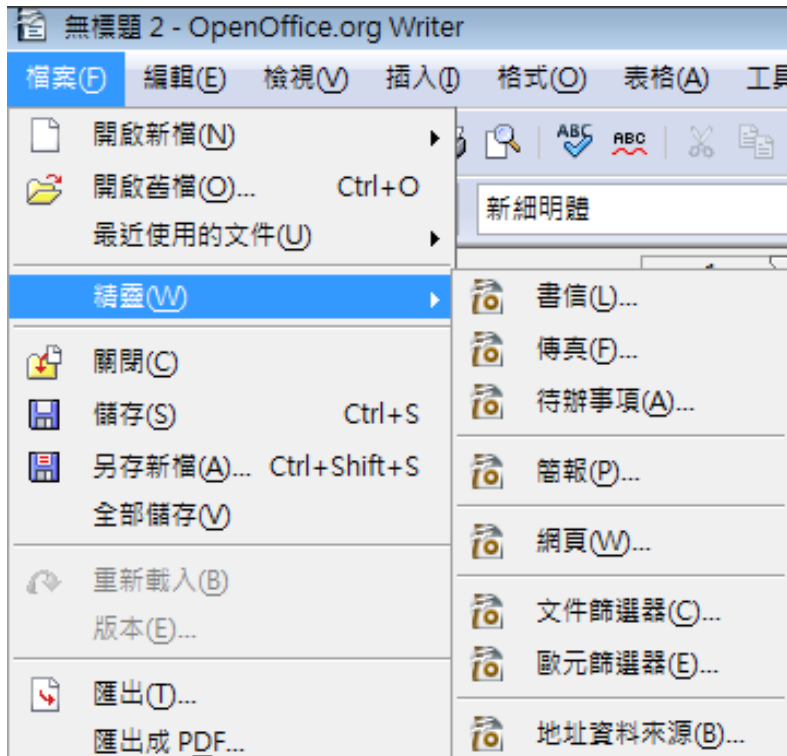 無標題 2 - OpenOffice.org Writer
檔案(F) 編輯(E) 檢視(V) 插入(I) 格式(O) 表格(A) 工具
開啟新檔(N)
ABC ABC
開啟舊檔(O)... Ctrl+O
新細明體
最近使用的文件(U)
精靈(W)
書信(L)...
傳真(F)...
待辦事項(A)...
簡報(P)...
網頁(W)...
文件篩選器(C)...
歐元篩選器(E)...
地址資料來源(B)...
關閉(C)
儲存(S) Ctrl+S
另存新檔(A)... Ctrl+Shift+S
全部儲存(V)
重新載入(B)
版本(E)...
匯出(T)...
匯出成 PDF...